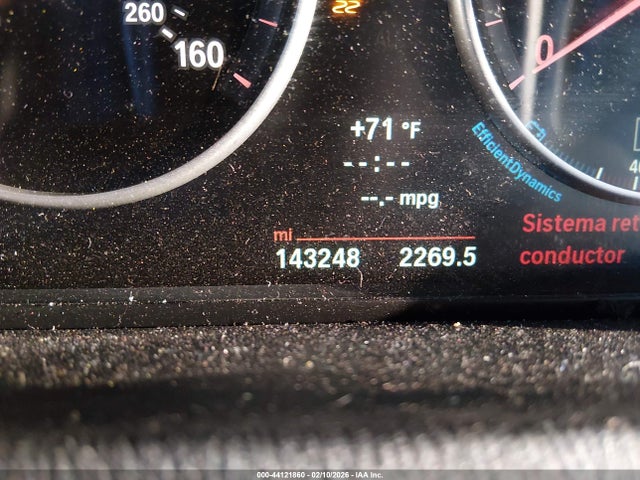 260
160
22
+71 °F
--:--
--.- mpg
mi
143248 2269.5
0
EfficientDynamics
Sistema ret
conductor
000-44121860 - 02/10/2026 - IAA Inc.